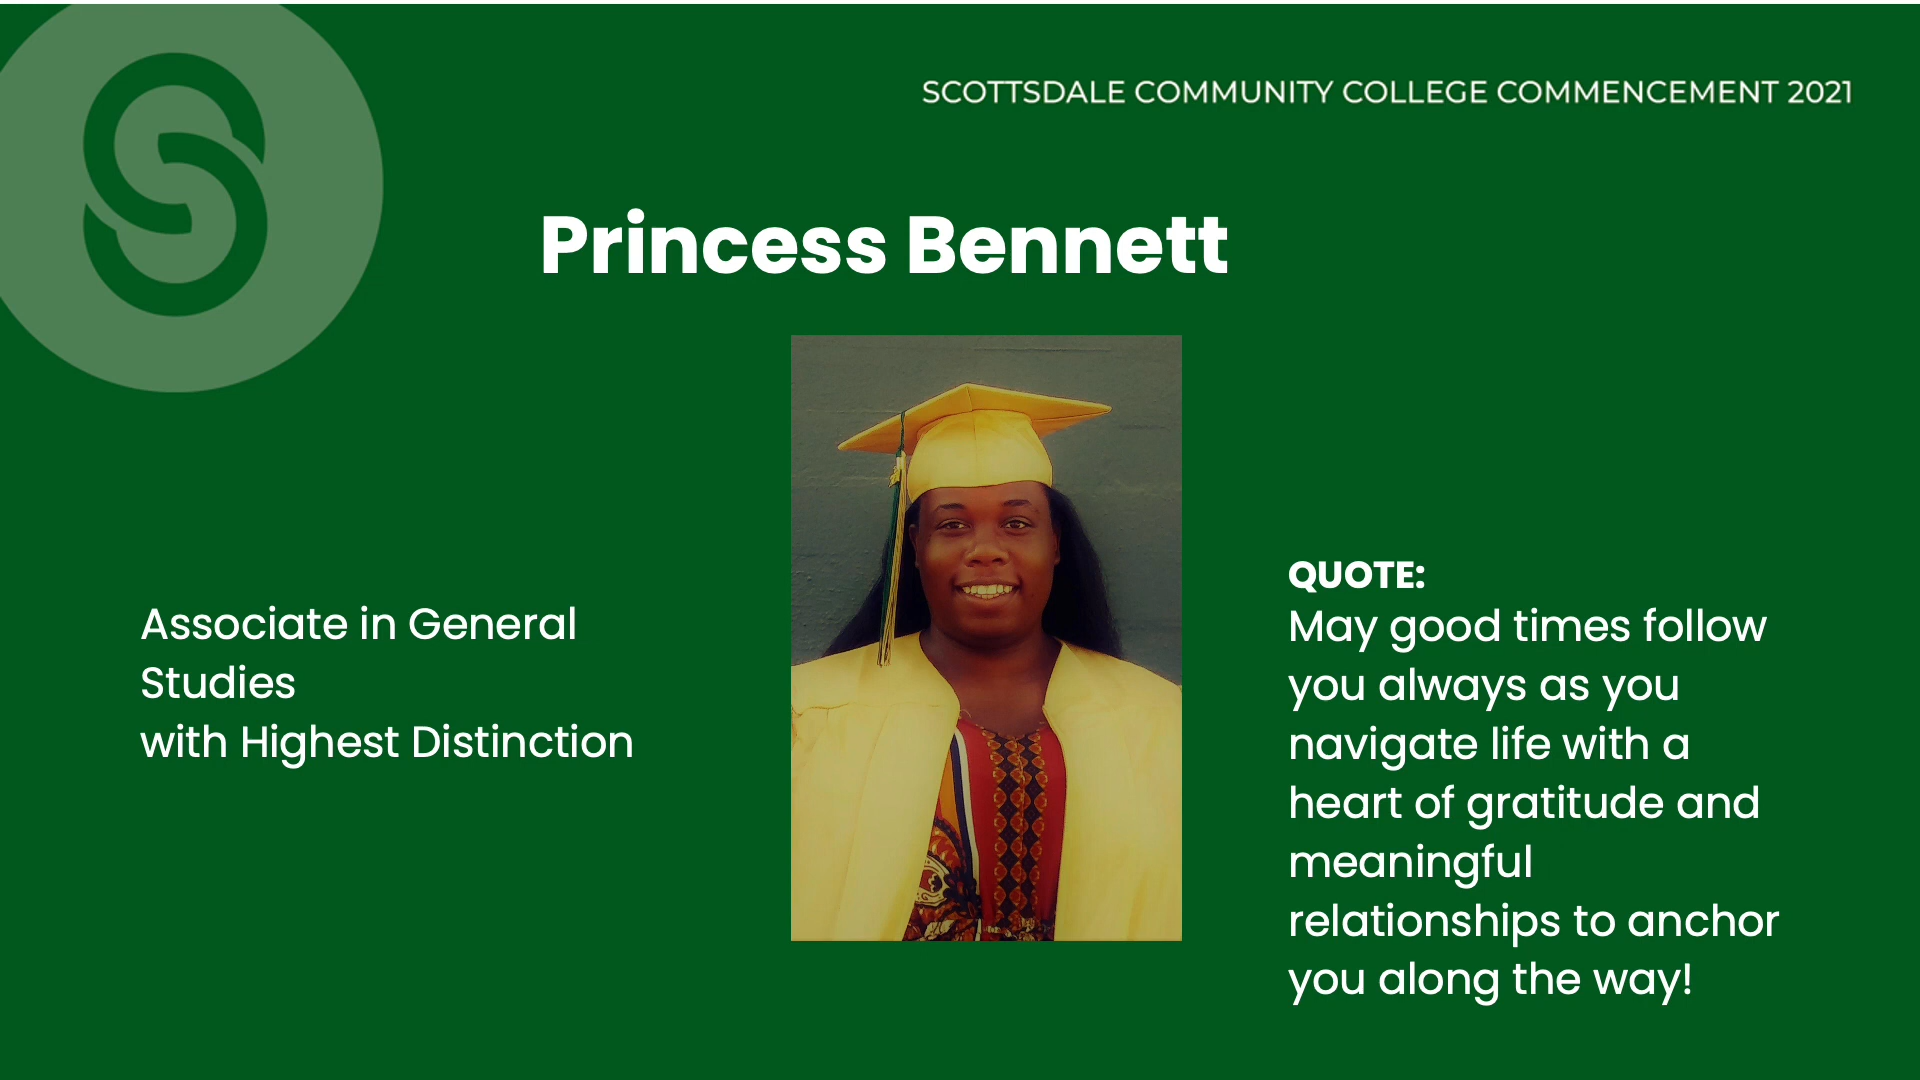 SCOTTSDALE COMMUNITY COLLEGE COMMENCEMENT 2021
Princess Bennett
Associate in General
Studies
with Highest Distinction
QUOTE:
May good times follow
you always as you
navigate life with a
heart of gratitude and
meaningful
relationships to anchor
you along the way!